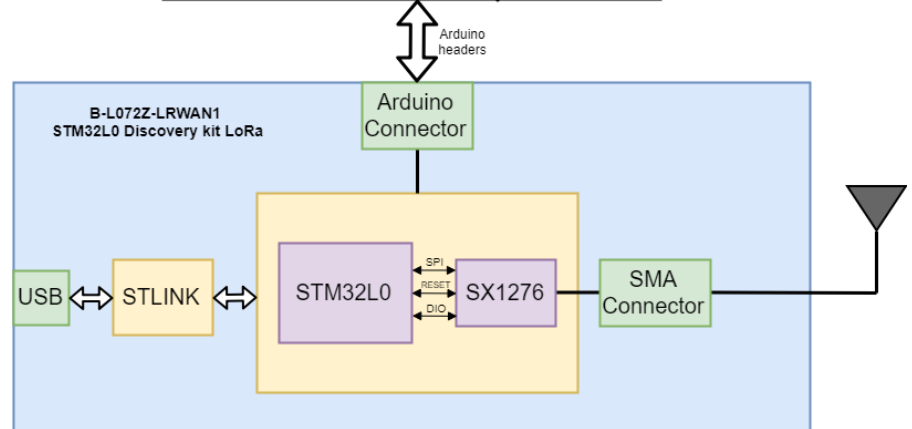 Arduino
headers
Arduino
Connector
B-L072Z-LRWAN1
STM32L0 Discovery kit LoRa
USB
STLINK
STM32L0
SPI
RESET
DIO
SX1276
SMA
Connector